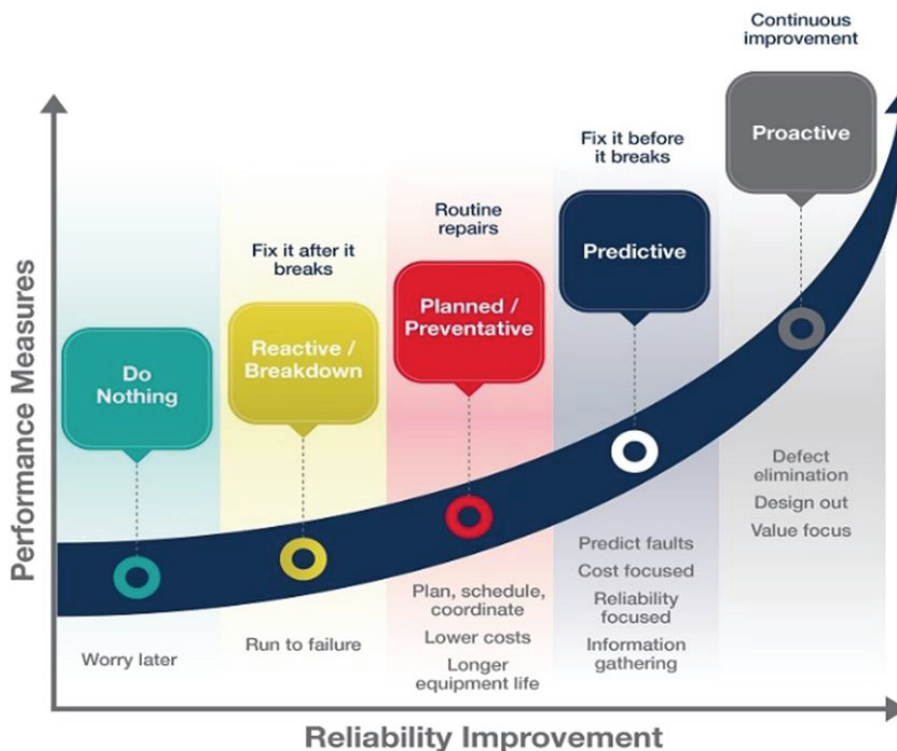 Continuous
improvement
Proactive
Fix it before
it breaks
Predictive
Routine
repairs
Planned /
Preventative
Fix it after it
breaks
Reactive /
Breakdown
Do
Nothing
Performance Measures
Worry later
Run to failure
Plan, schedule,
coordinate
Lower costs
Longer
equipment life
Predict faults
Cost focused
Reliability
focused
Information
gathering
Defect
elimination
Design out
Value focus
Reliability Improvement